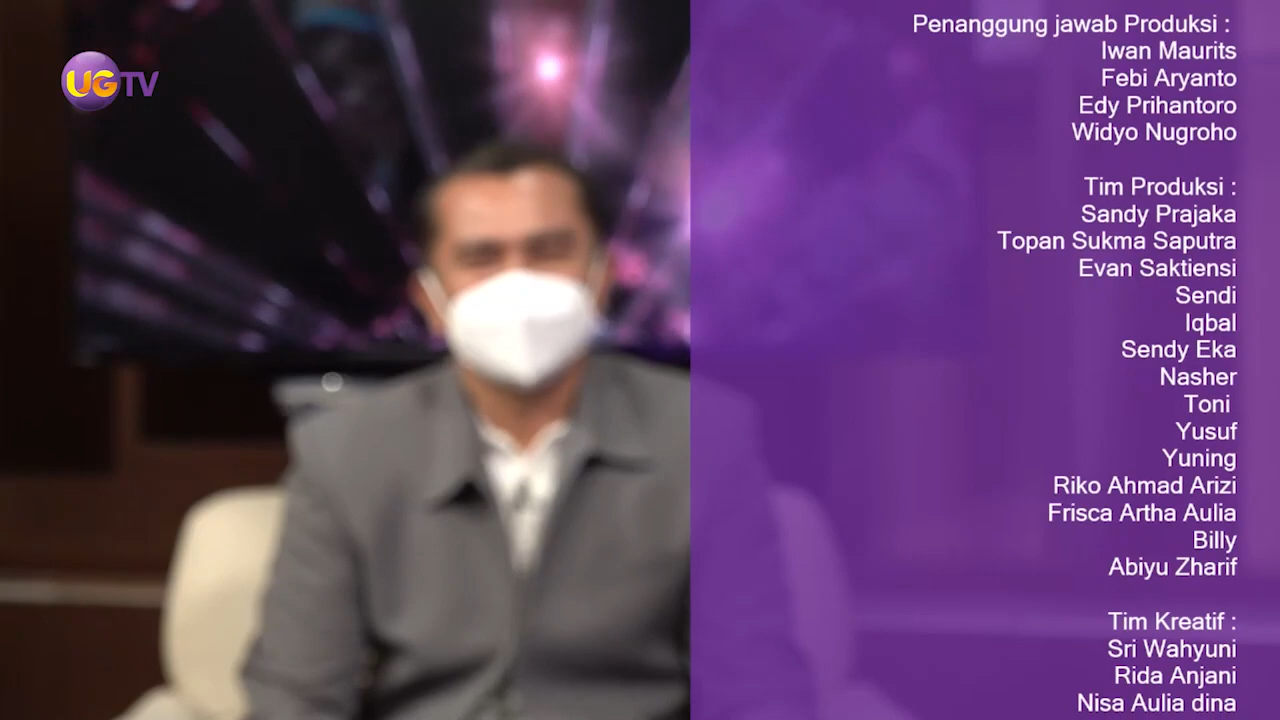 UGTV
Penanggung jawab Produksi :
Iwan Maurits
Febi Aryanto
Edy Prihantoro
Widyo Nugroho
Tim Produksi :
Sandy Prajaka
Topan Sukma Saputra
Evan Saktiensi
Sendi
Iqbal
Sendy Eka
Nasher
Toni
Yusuf
Yuning
Riko Ahmad Arizi
Frisca Artha Aulia
Billy
Abiyu Zharif
Tim Kreatif :
Sri Wahyuni
Rida Anjani
Nisa Aulia dina